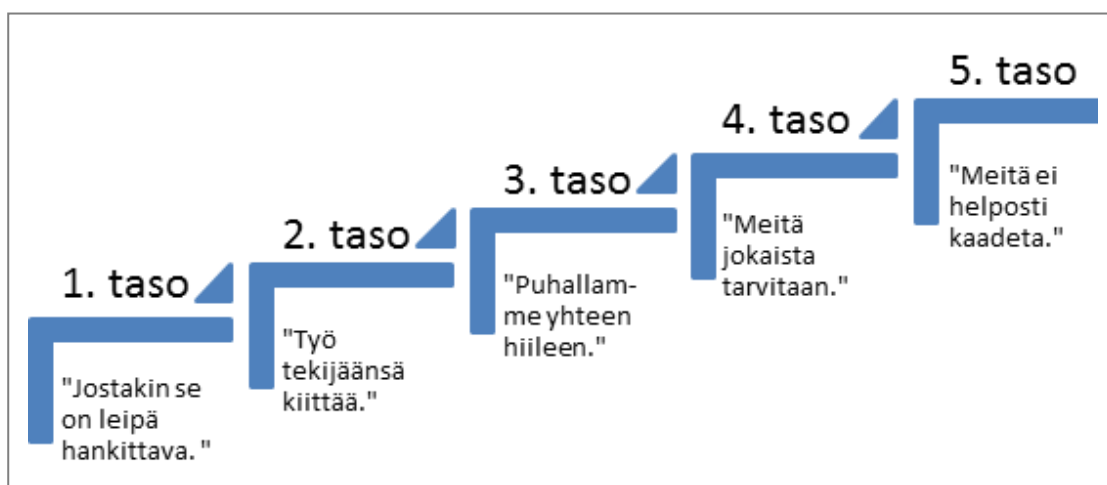 1. taso
"Jostakin se
on leipä
hankittava. "
2. taso
"Työ
tekijäänsä
kiittää."
3. taso
"Puhallam-
me yhteen
hiileen."
4. taso
"Meitä
jokaista
tarvitaan."
5. taso
"Meitä ei
helposti
kaadeta."